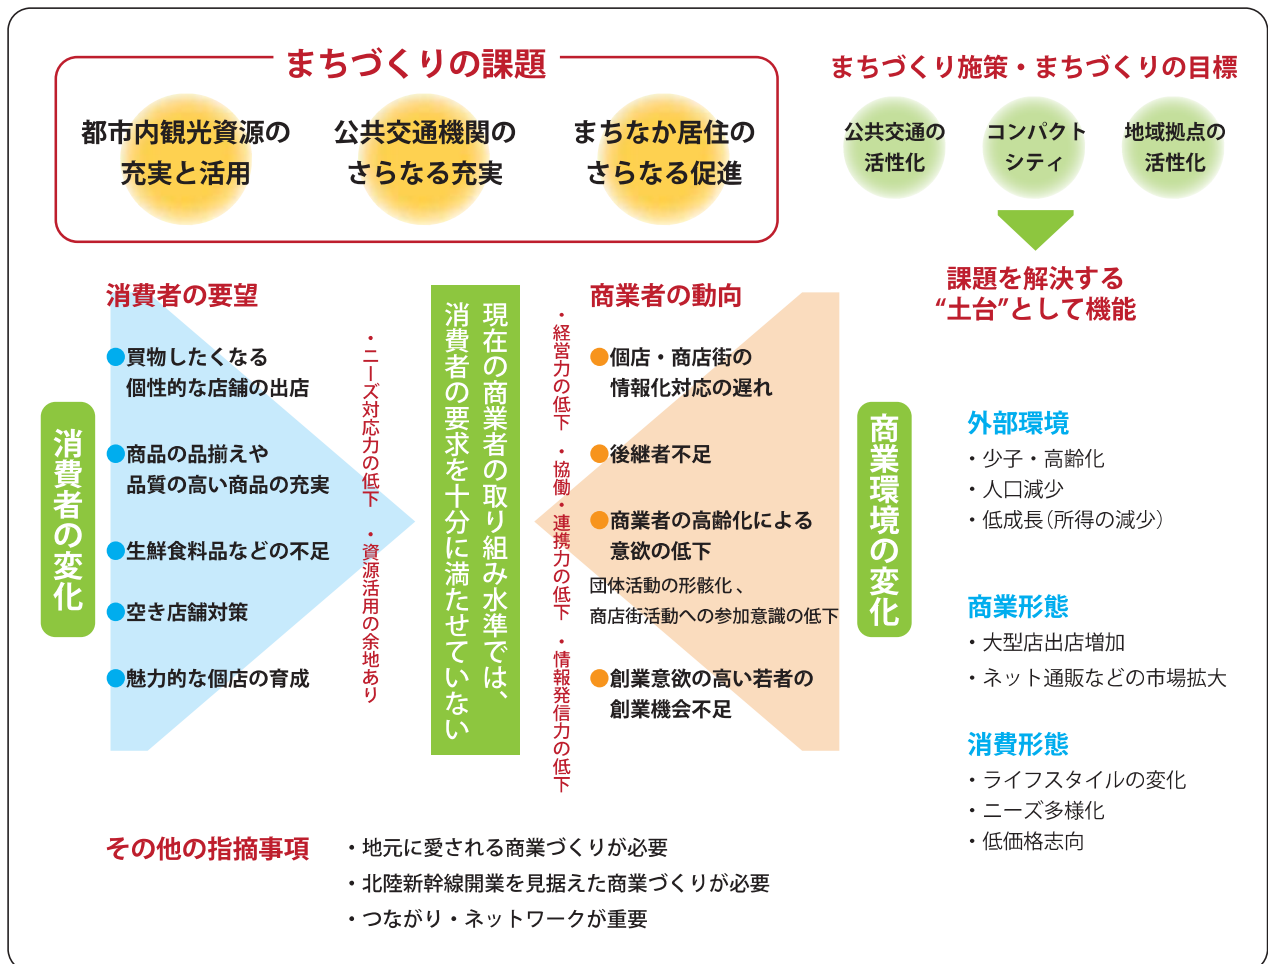 まちづくりの課題
都市内観光資源の
充実と活用
公共交通機関の
さらなる充実
まちなか居住の
さらなる促進
まちづくり施策・まちづくりの目標
公共交通の
活性化
コンパクト
シティ
地域拠点の
活性化
課題を解決する
“土台”として機能
消費者の変化
消費者の要望
●買物したくなる
個性的な店舗の出店
●商品の品揃えや
品質の高い商品の充実
●生鮮食料品などの不足
●空き店舗対策
●魅力的な個店の育成
・ニーズ対応力の低下 ・資源活用の余地あり
現在の商業者の取り組み水準では、
消費者の要求を十分に満たせていない
・経営力の低下 ・協働・連携力の低下 ・情報発信力の低下
商業者の動向
●個店・商店街の
情報化対応の遅れ
●後継者不足
●商業者の高齢化による
意欲の低下
団体活動の形骸化、
商店街活動への参加意識の低下
●創業意欲の高い若者の
創業機会不足
商業環境の変化
外部環境
・少子・高齢化
・人口減少
・低成長（所得の減少）
商業形態
・大型店出店増加
・ネット通販などの市場拡大
消費形態
・ライフスタイルの変化
・ニーズ多様化
・低価格志向
その他の指摘事項
・地元に愛される商業づくりが必要
・北陸新幹線開業を見据えた商業づくりが必要
・つながり・ネットワークが重要